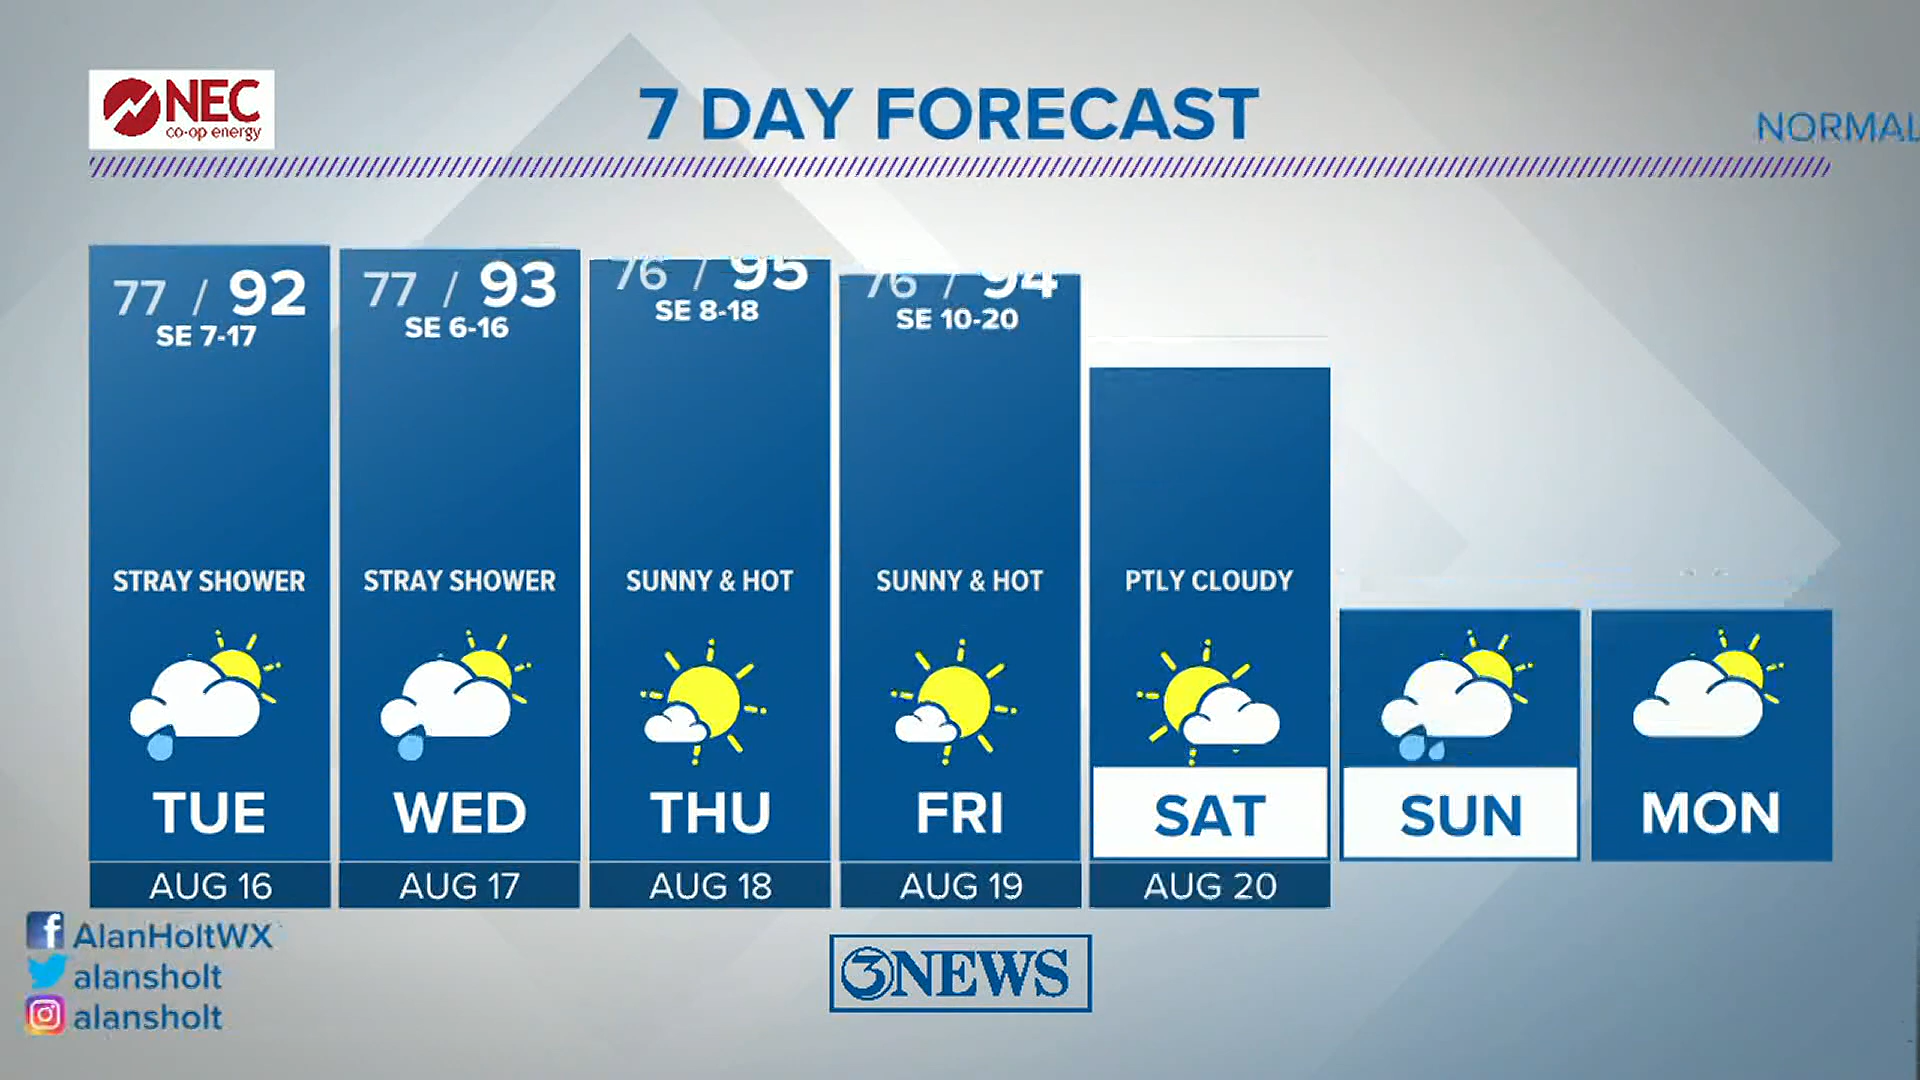 NEC
co-op energy
7 DAY FORECAST
NORMAL
77 / 92
SE 7-17
STRAY SHOWER
TUE
AUG 16
77 / 93
SE 6-16
STRAY SHOWER
WED
AUG 17
76 / 95
SE 8-18
SUNNY & HOT
THU
AUG 18
76 / 94
SE 10-20
SUNNY & HOT
FRI
AUG 19
PTLY CLOUDY
SAT
AUG 20
SUN
MON
f AlanHoltWX
alansholt
alansholt
3NEWS